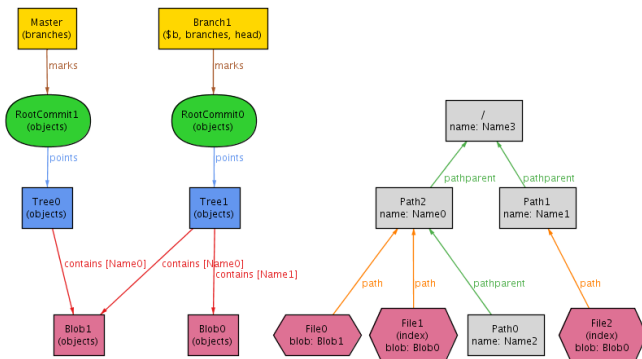 Master
(branches)
Branch1
($b, branches, head)
marks
marks
RootCommit1
(objects)
RootCommit0
(objects)
/
name: Name3
points
points
pathparent
pathparent
Tree0
(objects)
Tree1
(objects)
Path2
name: Name0
Path1
name: Name1
contains [Name0]
contains [Name0]
contains [Name1]
path
path
pathparent
path
Blob1
(objects)
Blob0
(objects)
File0
blob: Blob1
File1
(index)
blob: Blob0
Path0
name: Name2
File2
(index)
blob: Blob0